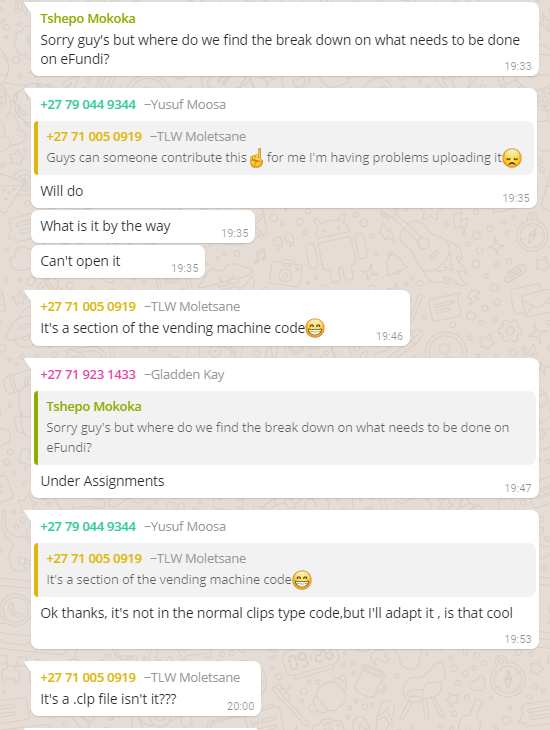 Tshepo Mokoka
Sorry guy's but where do we find the break down on what needs to be done
on eFundi?
19:33
+27 79 044 9344 ~Yusuf Moosa
+27 71 005 0919 ~TLW Moletsane
Guys can someone contribute this☝ for me I'm having problems uploading it😞
Will do
19:35
What is it by the way
19:35
Can't open it
19:35
+27 71 005 0919 ~TLW Moletsane
It's a section of the vending machine code😁
19:46
+27 71 923 1433 ~Gladden Kay
Tshepo Mokoka
Sorry guy's but where do we find the break down on what needs to be done on
eFundi?
Under Assignments
19:47
+27 79 044 9344 ~Yusuf Moosa
+27 71 005 0919 ~TLW Moletsane
It's a section of the vending machine code😁
Ok thanks, it's not in the normal clips type code,but I'll adapt it , is that cool
19:53
+27 71 005 0919 ~TLW Moletsane
It's a .clp file isn't it???
20:00